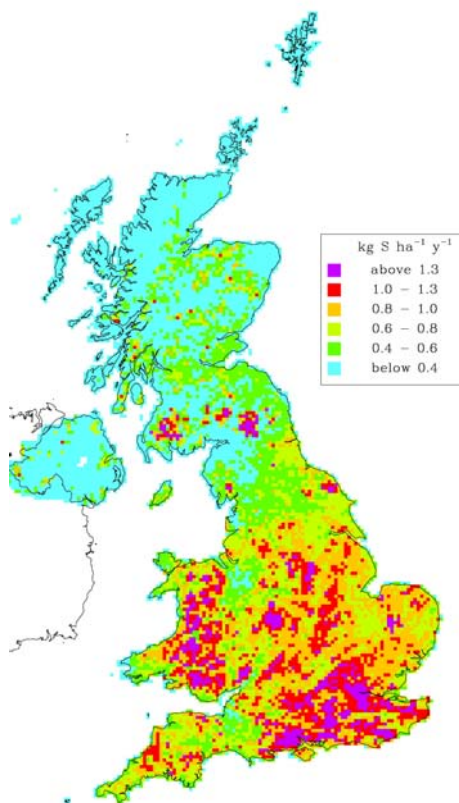 kg S ha⁻¹ y⁻¹
above 1.3
1.0 – 1.3
0.8 – 1.0
0.6 – 0.8
0.4 – 0.6
below 0.4